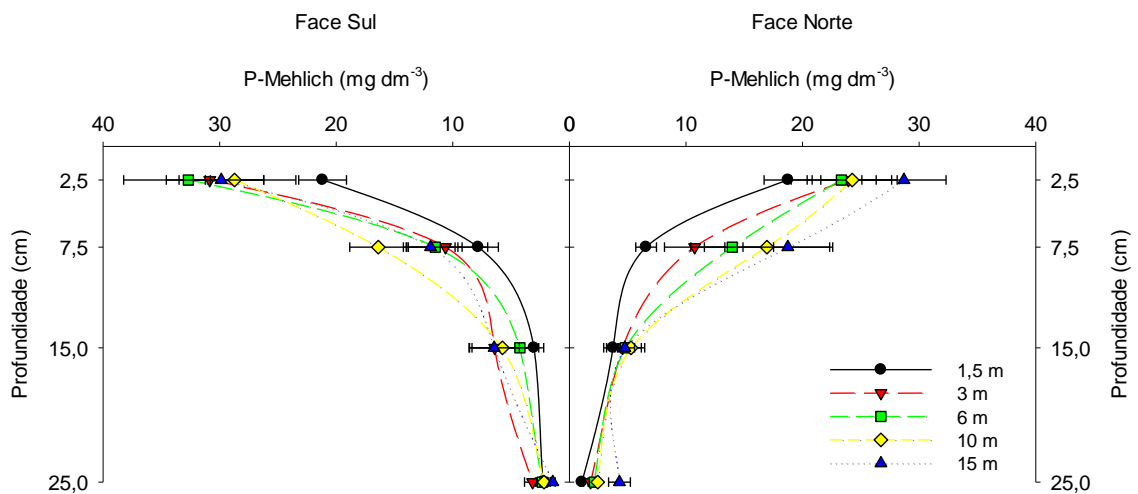 Face Sul
Face Norte
P-Mehlich (mg dm-3)
P-Mehlich (mg dm-3)
40 30 20 10 0 10 20 30 40
Profundidade (cm)
2,5
7,5
15,0
25,0
2,5
7,5
15,0
25,0
Profundidade (cm)
1,5 m
3 m
6 m
10 m
15 m